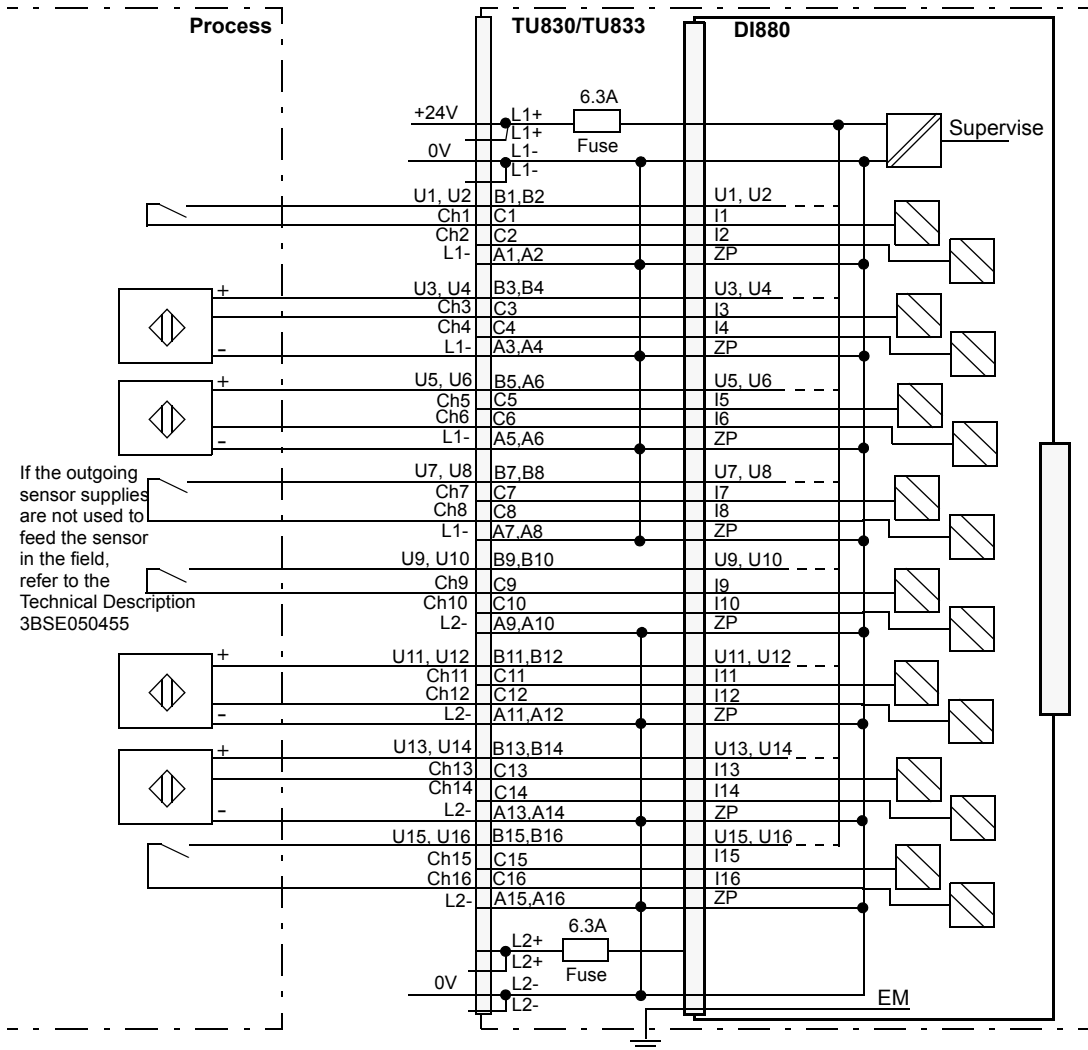 Process
TU830/TU833
DI880
6.3A
+24V
L1+
L1+
Fuse
0V
L1-
L1-
Supervise
U1, U2
B1,B2
U1, U2
Ch1
C1
I1
Ch2
C2
I2
L1-
A1,A2
ZP
+
U3, U4
B3,B4
U3, U4
Ch3
C3
I3
Ch4
C4
I4
-
L1-
A3,A4
ZP
+
U5, U6
B5,A6
U5, U6
Ch5
C5
I5
Ch6
C6
I6
-
L1-
A5,A6
ZP
If the outgoing
sensor supplies
are not used to
feed the sensor
in the field,
refer to the
Technical Description
3BSE050455
U7, U8
B7,B8
U7, U8
Ch7
C7
I7
Ch8
C8
I8
L1-
A7,A8
ZP
U9, U10
B9,B10
U9, U10
Ch9
C9
I9
Ch10
C10
I10
L2-
A9,A10
ZP
+
U11, U12
B11,B12
U11, U12
Ch11
C11
I11
Ch12
C12
I12
-
L2-
A11,A12
ZP
+
U13, U14
B13,B14
U13, U14
Ch13
C13
I13
Ch14
C14
I14
-
L2-
A13,A14
ZP
U15, U16
B15,B16
U15, U16
Ch15
C15
I15
Ch16
C16
I16
L2-
A15,A16
ZP
6.3A
L2+
L2+
Fuse
0V
L2-
L2-
EM